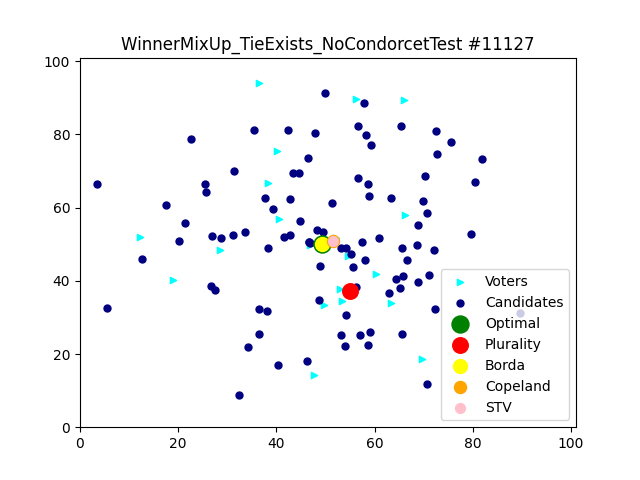 WinnerMixUp_TieExists_NoCondorcetTest #11127
100
80
60
40
20
0
0 20 40 60 80 100
Voters
Candidates
Optimal
Plurality
Borda
Copeland
STV